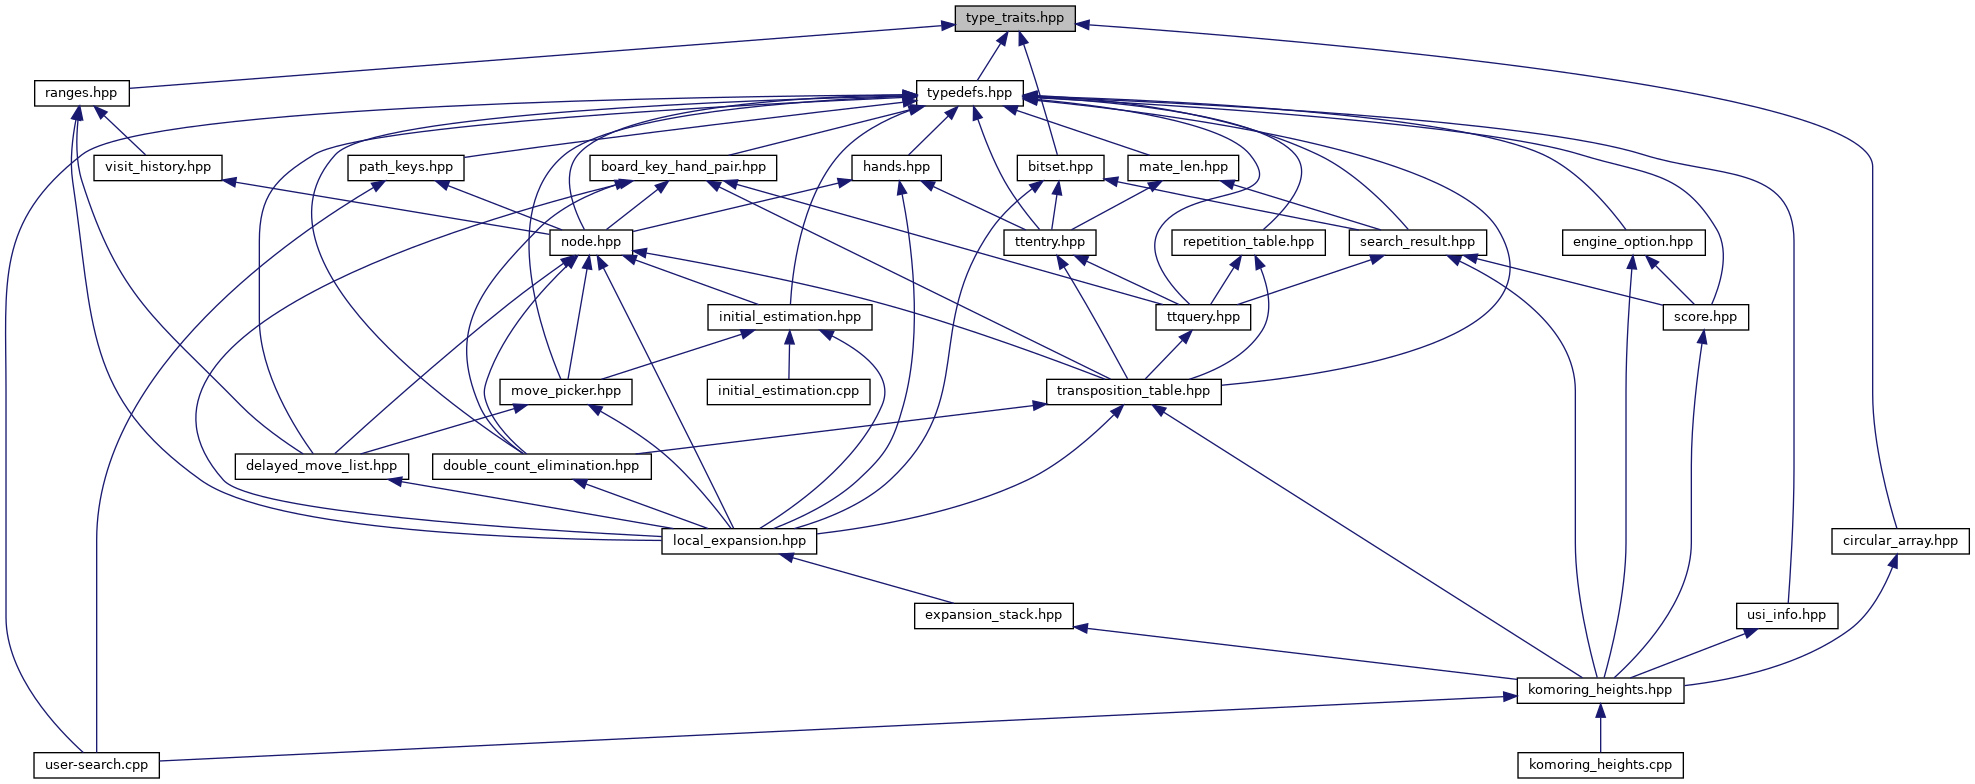 type_traits.hpp
ranges.hpp
typedefs.hpp
visit_history.hpp
path_keys.hpp
board_key_hand_pair.hpp
hands.hpp
bitset.hpp
mate_len.hpp
node.hpp
ttentry.hpp
repetition_table.hpp
search_result.hpp
engine_option.hpp
initial_estimation.hpp
ttquery.hpp
score.hpp
move_picker.hpp
initial_estimation.cpp
transposition_table.hpp
delayed_move_list.hpp
double_count_elimination.hpp
local_expansion.hpp
circular_array.hpp
expansion_stack.hpp
usi_info.hpp
komoring_heights.hpp
user-search.cpp
komoring_heights.cpp